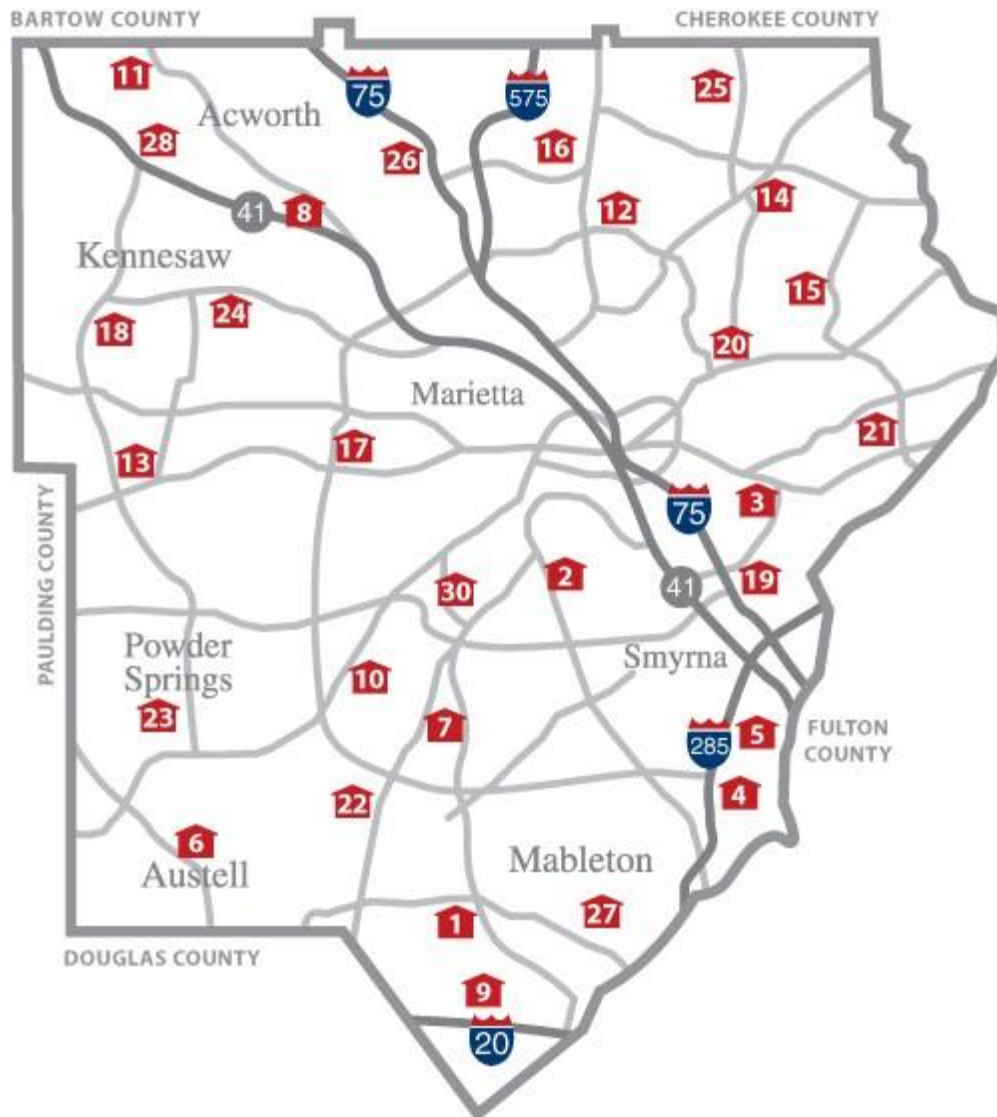 BARTOW COUNTY
CHEROKEE COUNTY
11
75
575
25
Acworth
28
26
16
41
8
12
14
Kennesaw
15
18
24
20
Marietta
21
13
17
3
75
PAULDING COUNTY
30
2
41
19
Powder
Springs
Smyrna
10
23
7
5
285
FULTON
COUNTY
22
4
6
Austell
Mableton
1
27
DOUGLAS COUNTY
9
20